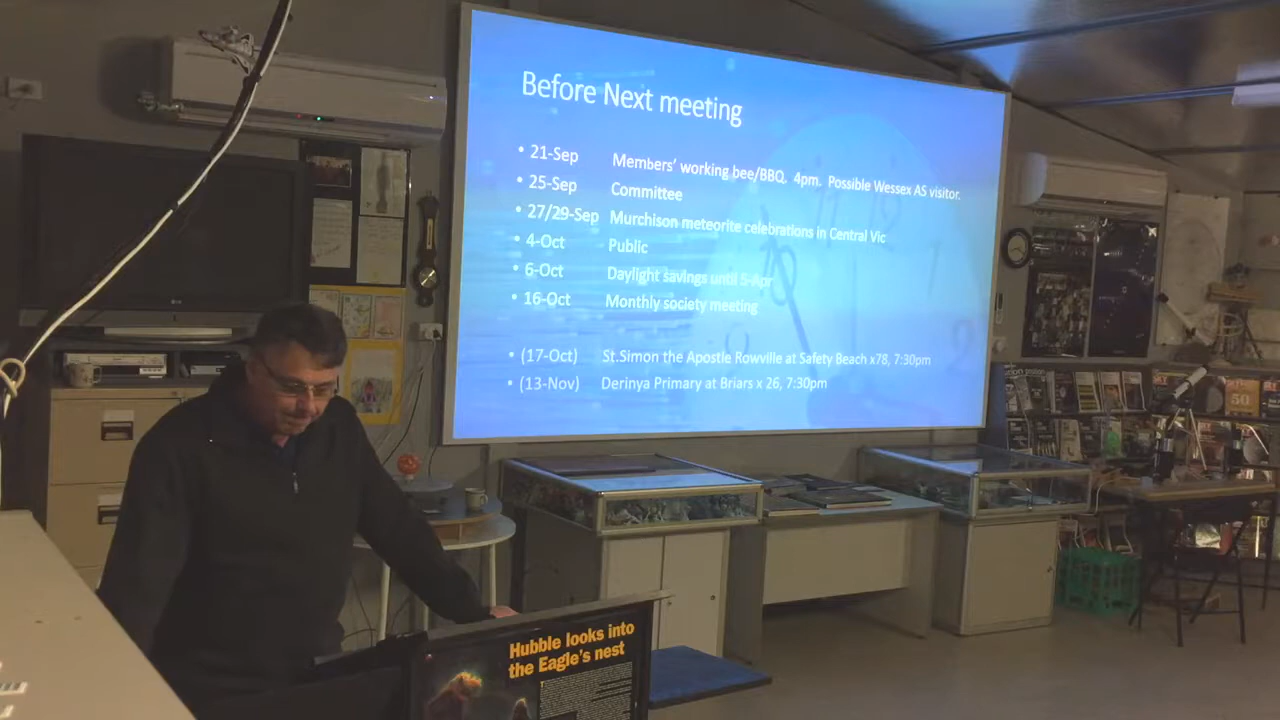 Before Next meeting
• 21-Sep Members' working bee/BBQ. 4pm. Possible Wessex AS visitor.
• 25-Sep Committee
• 27/29-Sep Murchison meteorite celebrations in Central Vic
• 4-Oct Public
• 6-Oct Daylight savings until 5-Apr
• 16-Oct Monthly society meeting
• (17-Oct) St.Simon the Apostle Rowville at Safety Beach x78, 7:30pm
• (13-Nov) Derinya Primary at Briars x 26, 7:30pm
Hubble looks into
the Eagle's nest
50